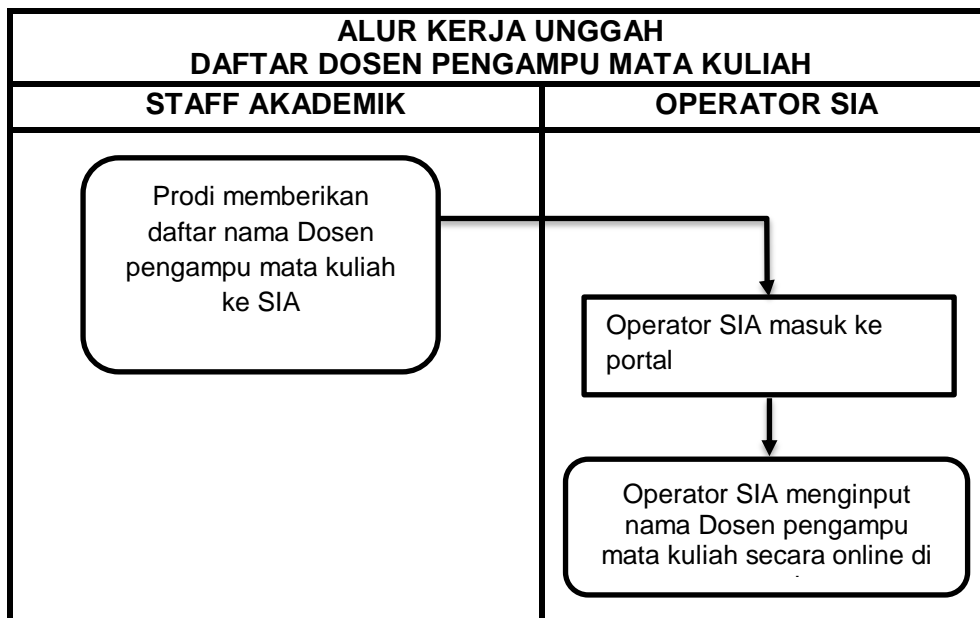 ALUR KERJA UNGGAH
DAFTAR DOSEN PENGAMPU MATA KULIAH
STAFF AKADEMIK
OPERATOR SIA
Prodi memberikan
daftar nama Dosen
pengampu mata kuliah
ke SIA
Operator SIA masuk ke
portal
Operator SIA menginput
nama Dosen pengampu
mata kuliah secara online di